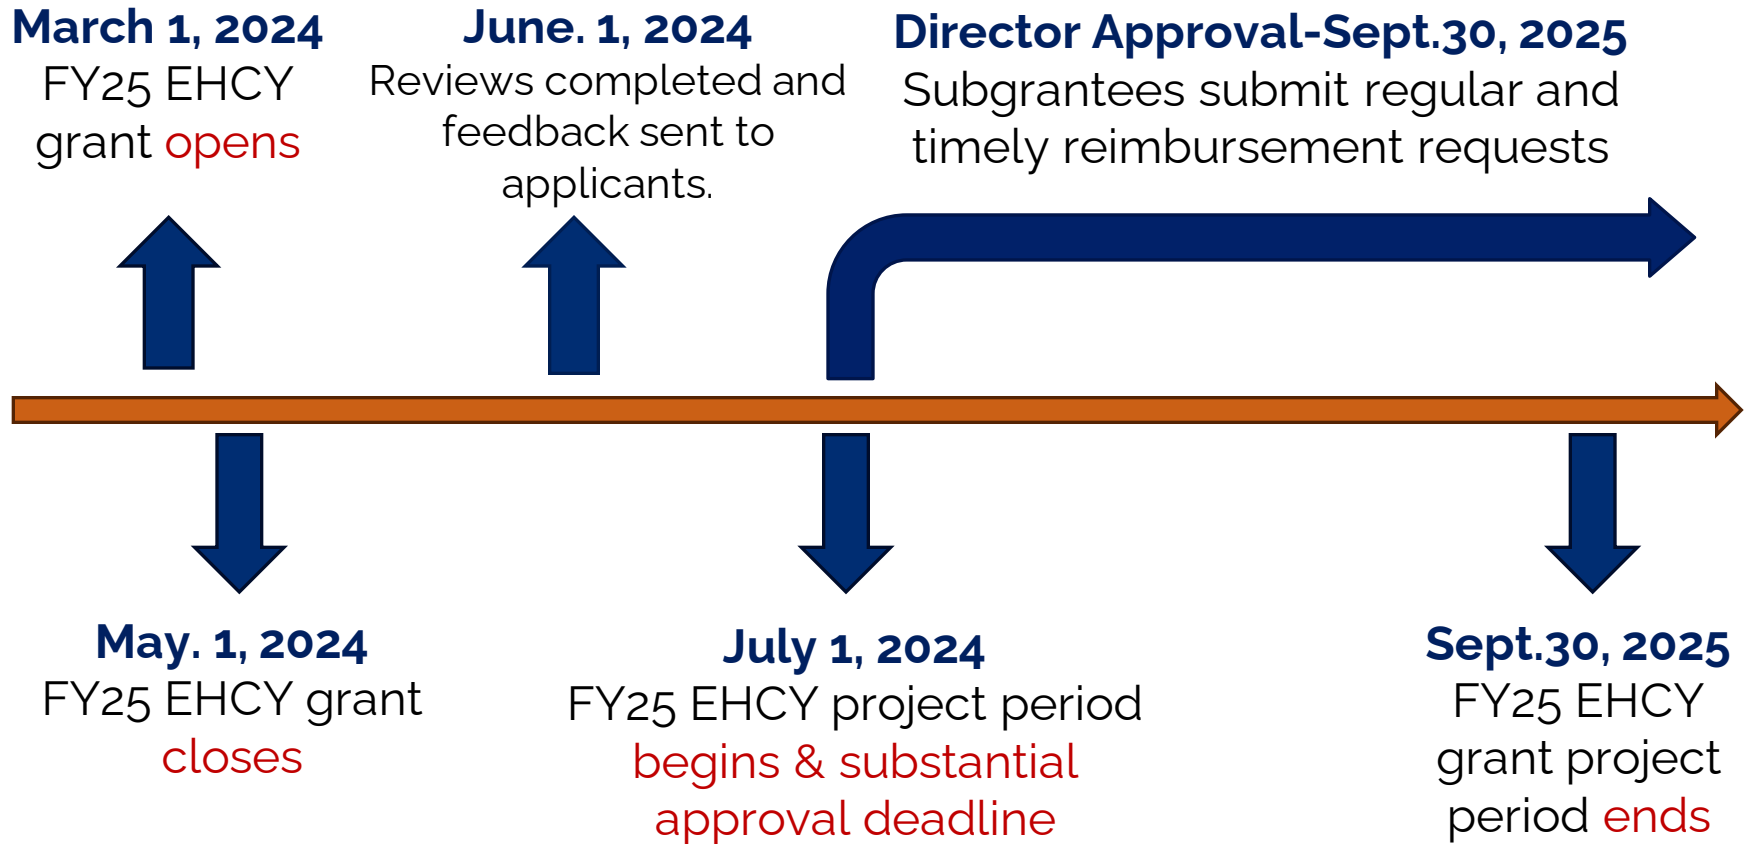 March 1, 2024
FY25 EHCY
grant opens
June. 1, 2024
Reviews completed and
feedback sent to
applicants.
Director Approval-Sept.30, 2025
Subgrantees submit regular and
timely reimbursement requests
May. 1, 2024
FY25 EHCY grant
closes
July 1, 2024
FY25 EHCY project period
begins & substantial
approval deadline
Sept.30, 2025
FY25 EHCY
grant project
period ends